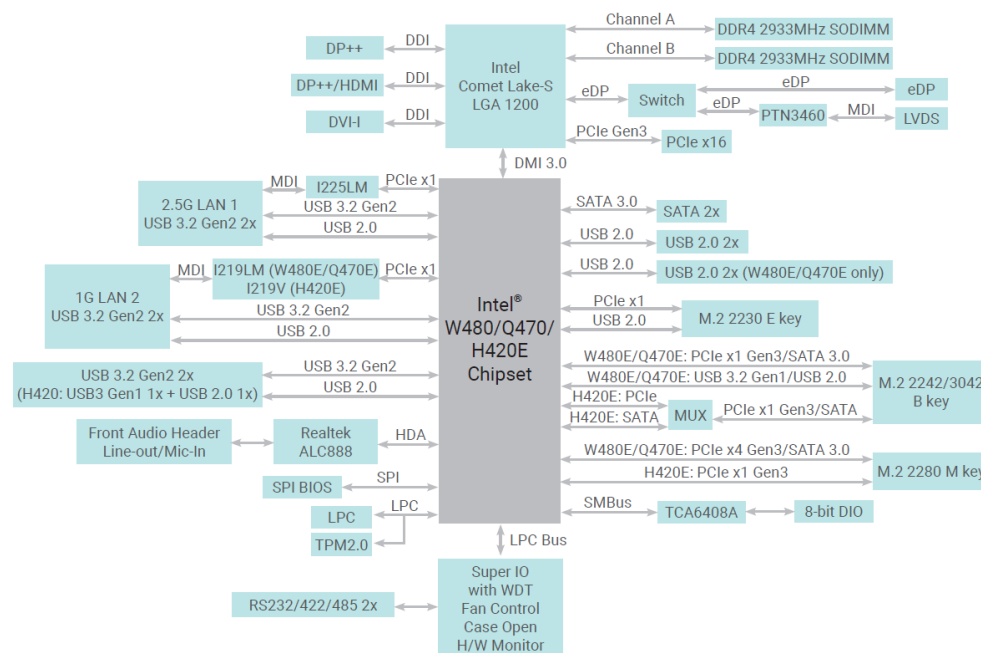 Channel A
DDR4 2933MHz SODIMM
DP++
DDI
Intel
Comet Lake-S
LGA 1200
Channel B
DDR4 2933MHz SODIMM
DP++/HDMI
DDI
eDP
Switch
eDP
eDP
eDP
PTN3460
MDI
LVDS
DVI-I
DDI
PCIe Gen3
PCIe x16
DMI 3.0
2.5G LAN 1
USB 3.2 Gen2 2x
MDI
I225LM
PCIe x1
USB 3.2 Gen2
USB 2.0
1G LAN 2
USB 3.2 Gen2 2x
MDI
I219LM (W480E/Q470E)
I219V (H420E)
PCIe x1
USB 3.2 Gen2
USB 2.0
USB 3.2 Gen2 2x
(H420: USB3 Gen1 1x + USB 2.0 1x)
USB 3.2 Gen2
USB 2.0
Front Audio Header
Line-out/Mic-In
Realtek
ALC888
HDA
SPI BIOS
SPI
LPC
LPC
TPM2.0
Intel®
W480/Q470/
H420E
Chipset
SATA 3.0
SATA 2x
USB 2.0
USB 2.0 2x
USB 2.0
USB 2.0 2x (W480E/Q470E only)
PCIe x1
USB 2.0
M.2 2230 E key
W480E/Q470E: PCIe x1 Gen3/SATA 3.0
W480E/Q470E: USB 3.2 Gen1/USB 2.0
H420E: PCIe
H420E: SATA
MUX
PCIe x1 Gen3/SATA
M.2 2242/3042
B key
W480E/Q470E: PCIe x4 Gen3/SATA 3.0
H420E: PCIe x1 Gen3
M.2 2280 M key
SMBus
TCA6408A
8-bit DIO
LPC Bus
RS232/422/485 2x
Super IO
with WDT
Fan Control
Case Open
H/W Monitor